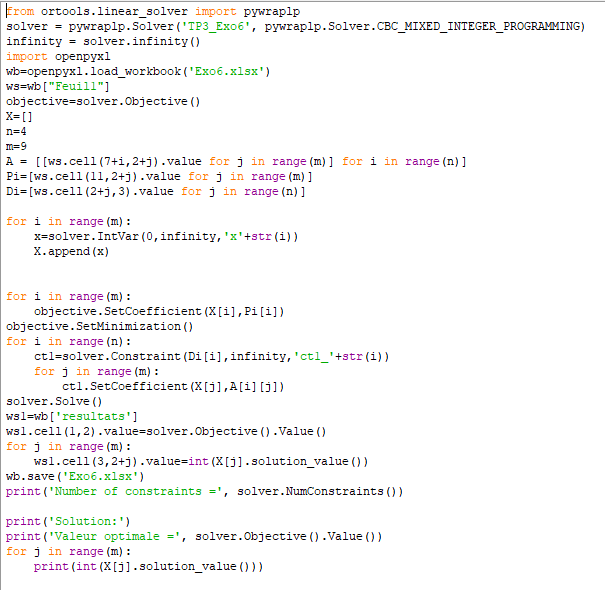 from ortools.linear_solver import pywraplp
solver = pywraplp.Solver('TP3_Exo6', pywraplp.Solver.CBC_MIXED_INTEGER_PROGRAMMING)
infinity = solver.infinity()
import openpyxl
wb=openpyxl.load_workbook('Exo6.xlsx')
ws=wb["Feuil1"]
objective=solver.Objective()
X=[]
n=4
m=9
A = [[ws.cell(7+i,2+j).value for j in range(m)] for i in range(n)]
Pi=[ws.cell(11,2+j).value for j in range(m)]
Di=[ws.cell(2+j,3).value for j in range(n)]
for i in range(m):
    x=solver.IntVar(0,infinity,'x'+str(i))
    X.append(x)
for i in range(m):
    objective.SetCoefficient(X[i],Pi[i])
objective.SetMinimization()
for i in range(n):
    ct1=solver.Constraint(Di[i],infinity,'ct1_'+str(i))
    for j in range(m):
        ct1.SetCoefficient(X[j],A[i][j])
solver.Solve()
ws1=wb['resultats']
ws1.cell(1,2).value=solver.Objective().Value()
for j in range(m):
    ws1.cell(3,2+j).value=int(X[j].solution_value())
wb.save('Exo6.xlsx')
print('Number of constraints =', solver.NumConstraints())
print('Solution:')
print('Valeur optimale =', solver.Objective().Value())
for j in range(m):
    print(int(X[j].solution_value()))